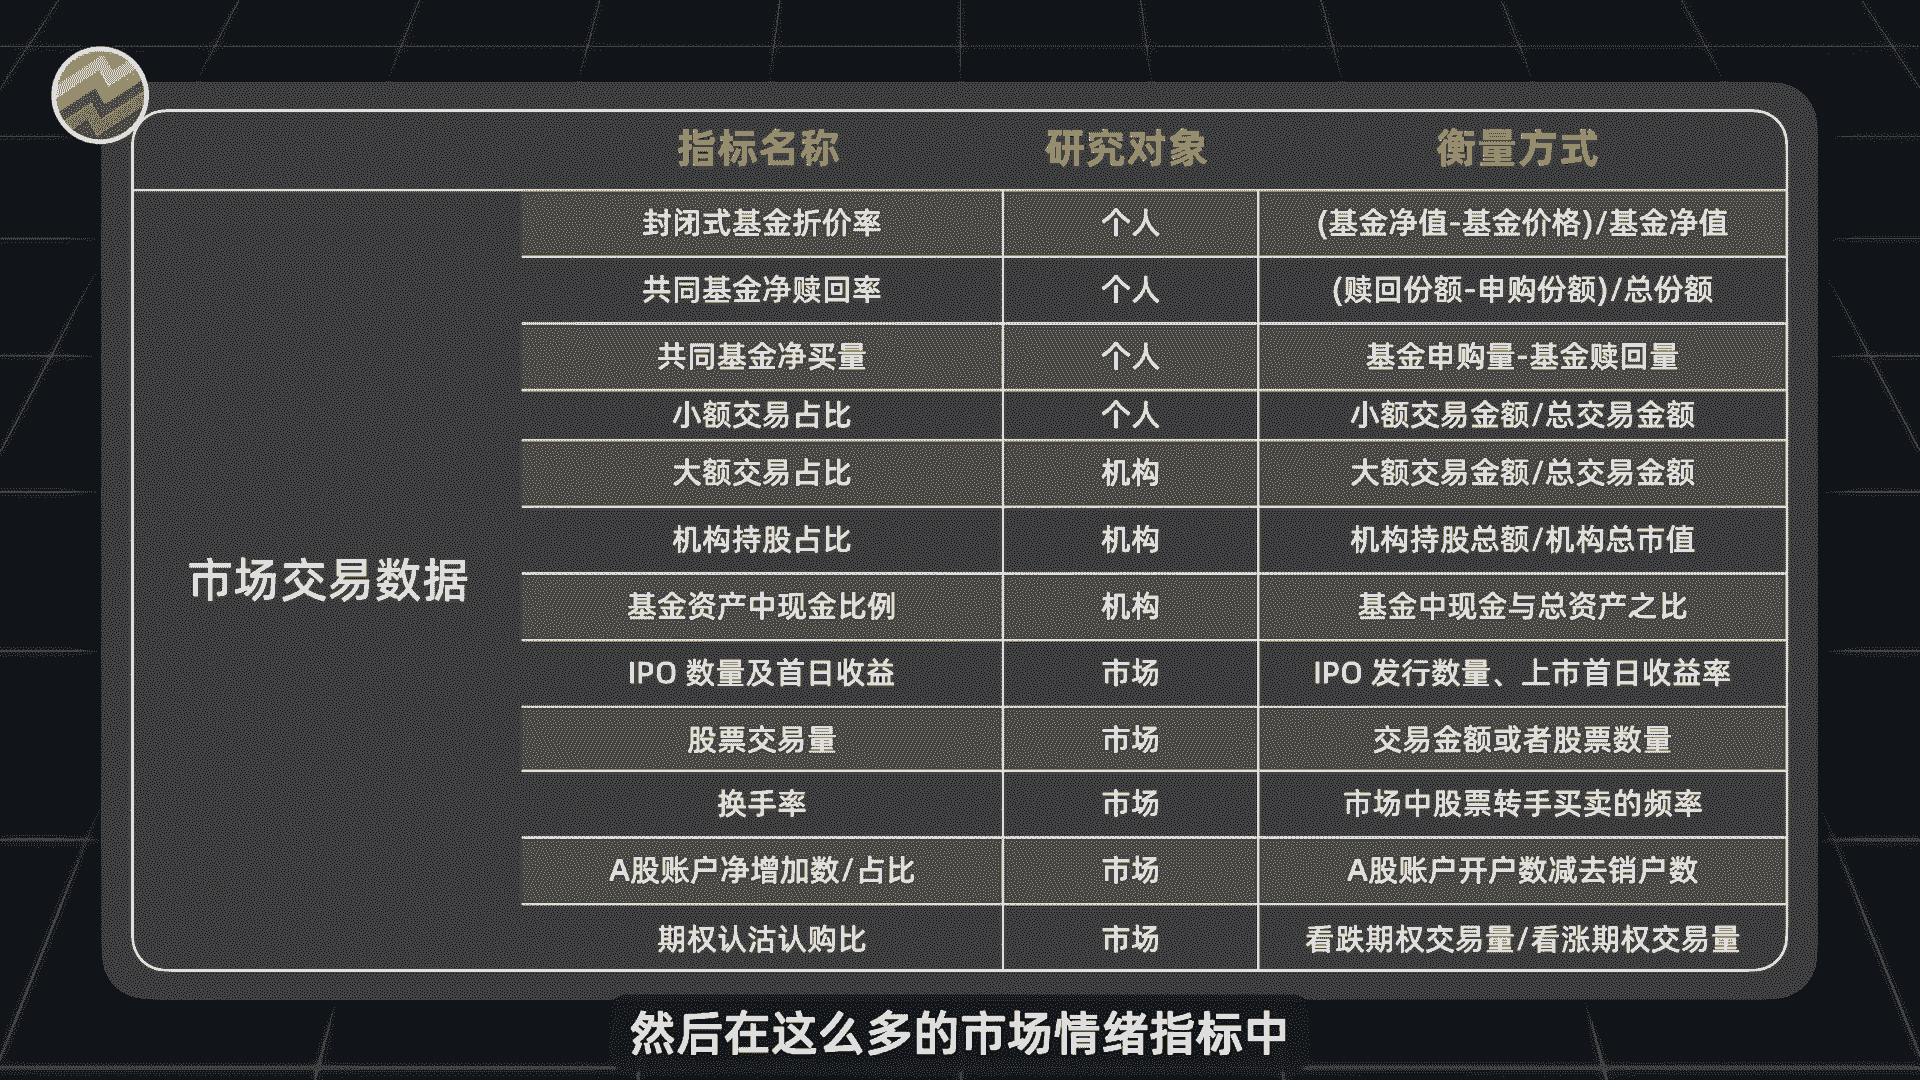 指标名称 研究对象 衡量方式
封闭式基金折价率 个人 (基金净值-基金价格)/基金净值
共同基金净赎回率 个人 (赎回份额-申购份额)/总份额
共同基金净买量 个人 基金申购量-基金赎回量
小额交易占比 个人 小额交易金额/总交易金额
大额交易占比 机构 大额交易金额/总交易金额
机构持股占比 机构 机构持股总额/机构总市值
市场交易数据
基金资产中现金比例 机构 基金中现金与总资产之比
IPO 数量及首日收益 市场 IPO 发行数量、上市首日收益率
股票交易量 市场 交易金额或者股票数量
换手率 市场 市场中股票转手买卖的频率
A股账户净增加数/占比 市场 A股账户开户数减去销户数
期权认沽认购比 市场 看跌期权交易量/看涨期权交易量
然后在这么多的市场情绪指标中